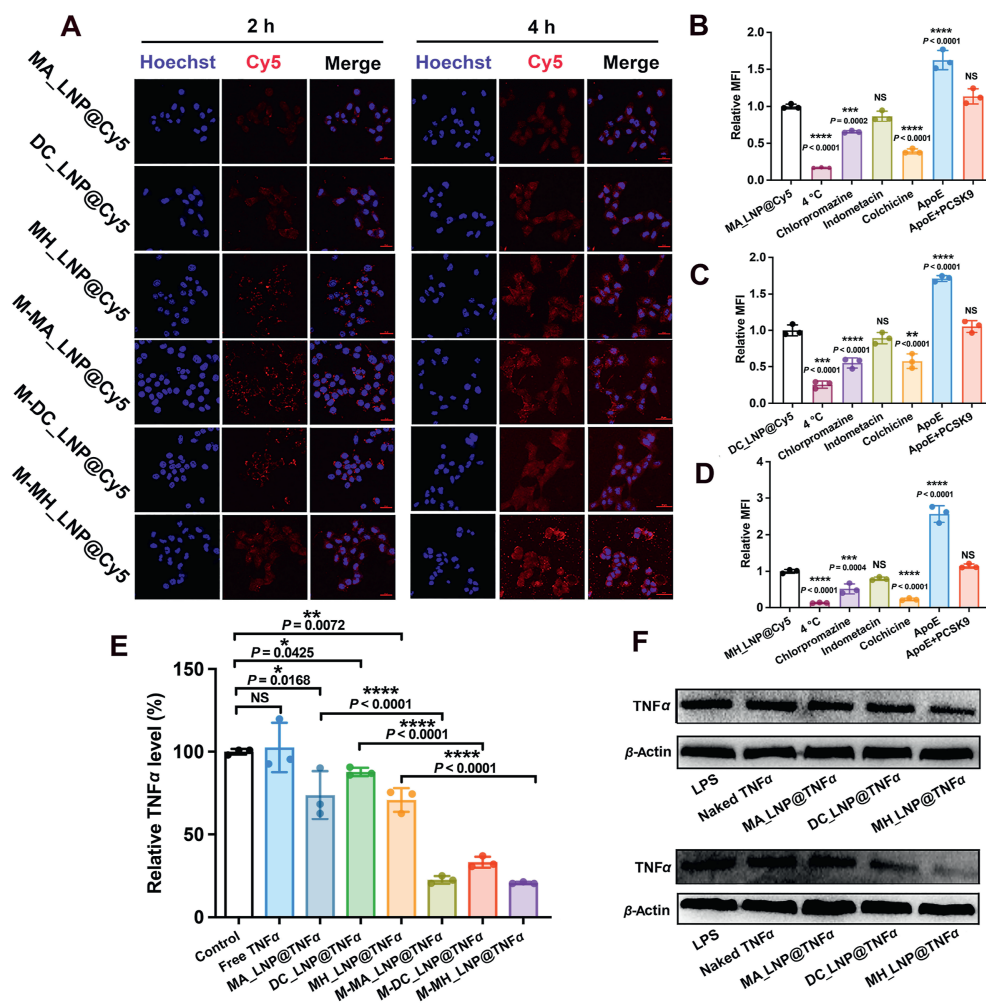 A
2 h
4 h
Hoechst Cy5 Merge
Hoechst Cy5 Merge
MA_LNP@Cy5
DC_LNP@Cy5
MH_LNP@Cy5
M-MA_LNP@Cy5
M-DC_LNP@Cy5
M-MH_LNP@Cy5
B
Relative MFI
2.0
1.5
1.0
0.5
0.0
****
P < 0.0001
***
P = 0.0002
NS
****
P < 0.0001
****
P < 0.0001
NS
MA_LNP@Cy5
4 °C
Chlorpromazine
Indometacin
Colchicine
ApoE
ApoE+PCSK9
C
Relative MFI
2.0
1.5
1.0
0.5
0.0
***
P < 0.0001
****
P < 0.0001
NS
**
P < 0.0001
****
P < 0.0001
NS
DC_LNP@Cy5
4 °C
Chlorpromazine
Indometacin
Colchicine
ApoE
ApoE+PCSK9
D
Relative MFI
4
3
2
1
0
****
P < 0.0001
***
P = 0.0004
NS
****
P < 0.0001
****
P < 0.0001
NS
MH_LNP@Cy5
4 °C
Chlorpromazine
Indometacin
Colchicine
ApoE
ApoE+PCSK9
E
Relative TNFα level (%)
150
100
50
0
**
P = 0.0072
*
P = 0.0425
*
P = 0.0168
NS
****
P < 0.0001
****
P < 0.0001
****
P < 0.0001
Control
Free TNFα
MA_LNP@TNFα
DC_LNP@TNFα
MH_LNP@TNFα
M-MA_LNP@TNFα
M-DC_LNP@TNFα
M-MH_LNP@TNFα
F
TNFα
β-Actin
LPS
Naked TNFα
MA_LNP@TNFα
DC_LNP@TNFα
MH_LNP@TNFα
TNFα
β-Actin
LPS
Naked TNFα
MA_LNP@TNFα
DC_LNP@TNFα
MH_LNP@TNFα